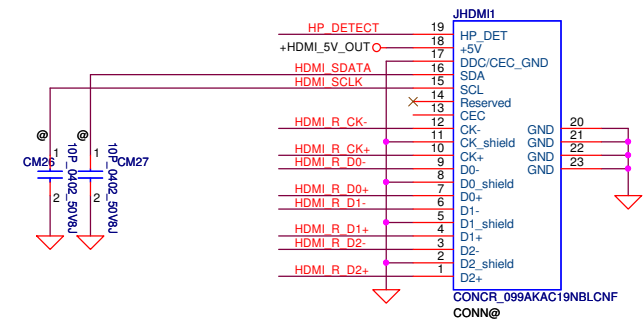 JHDMI1
HP_DETECT 19 HP_DET
+HDMI_5V_OUT 18 +5V
17 DDC/CEC_GND
HDMI_SDATA 16 SDA
HDMI_SCLK 15 SCL
14 Reserved
13 CEC
HDMI_R_CK- 12 CK- GND 20
11 CK_shield GND 21
HDMI_R_CK+ 10 CK+ GND 22
HDMI_R_D0- 9 D0- GND 23
8 D0_shield
HDMI_R_D0+ 7 D0+
HDMI_R_D1- 6 D1-
5 D1_shield
HDMI_R_D1+ 4 D1+
HDMI_R_D2- 3 D2-
2 D2_shield
HDMI_R_D2+ 1 D2+
CONCR_099AKAC19NBLCNF
CONN@
@ @
1 1
CM26 CM27
10P_0402_50V8J 10P_0402_50V8J
2 2